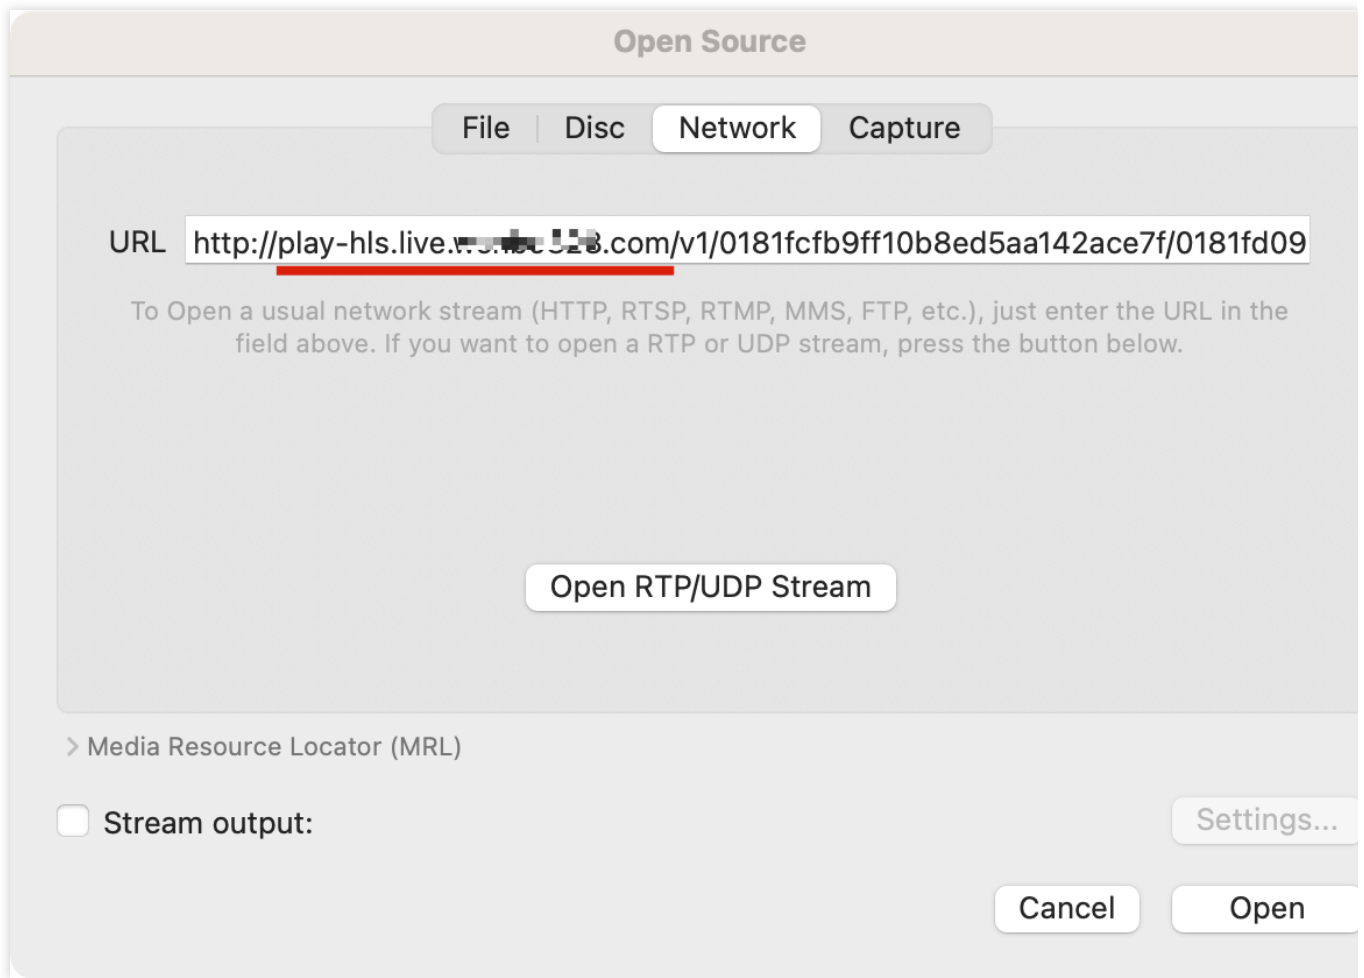 Open Source
File Disc Network Capture
URL http://play-hls.live. .com/v1/0181fcfb9ff10b8ed5aa142ace7f/0181fd09
To Open a usual network stream (HTTP, RTSP, RTMP, MMS, FTP, etc.), just enter the URL in the
field above. If you want to open a RTP or UDP stream, press the button below.
Open RTP/UDP Stream
Media Resource Locator (MRL)
Stream output:
Settings...
Cancel Open